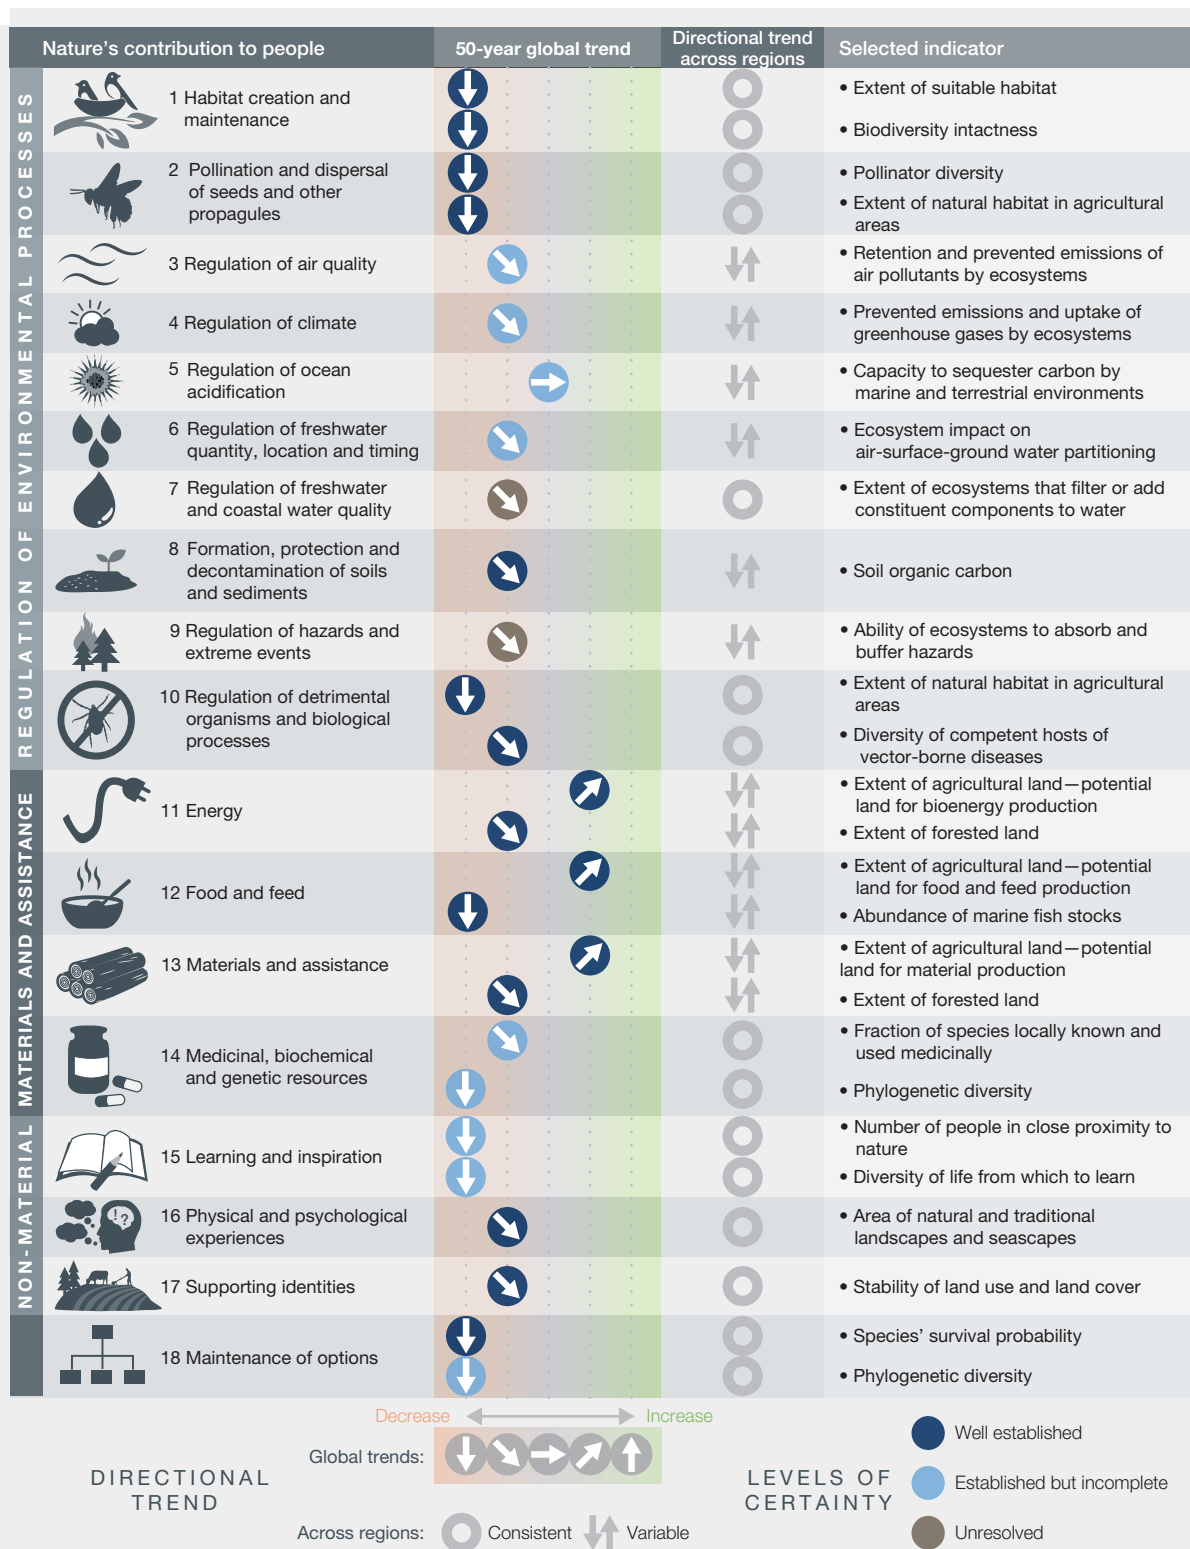 Nature's contribution to people
50-year global trend
Directional trend
across regions
Selected indicator
REGULATION OF ENVIRONMENTAL PROCESSES
1 Habitat creation and
maintenance
• Extent of suitable habitat
• Biodiversity intactness
2 Pollination and dispersal
of seeds and other
propagules
• Pollinator diversity
• Extent of natural habitat in agricultural
areas
3 Regulation of air quality
• Retention and prevented emissions of
air pollutants by ecosystems
4 Regulation of climate
• Prevented emissions and uptake of
greenhouse gases by ecosystems
5 Regulation of ocean
acidification
• Capacity to sequester carbon by
marine and terrestrial environments
6 Regulation of freshwater
quantity, location and timing
• Ecosystem impact on
air-surface-ground water partitioning
7 Regulation of freshwater
and coastal water quality
• Extent of ecosystems that filter or add
constituent components to water
8 Formation, protection and
decontamination of soils
and sediments
• Soil organic carbon
9 Regulation of hazards and
extreme events
• Ability of ecosystems to absorb and
buffer hazards
10 Regulation of detrimental
organisms and biological
processes
• Extent of natural habitat in agricultural
areas
• Diversity of competent hosts of
vector-borne diseases
MATERIALS AND ASSISTANCE
11 Energy
• Extent of agricultural land—potential
land for bioenergy production
• Extent of forested land
12 Food and feed
• Extent of agricultural land—potential
land for food and feed production
• Abundance of marine fish stocks
13 Materials and assistance
• Extent of agricultural land—potential
land for material production
• Extent of forested land
14 Medicinal, biochemical
and genetic resources
• Fraction of species locally known and
used medicinally
• Phylogenetic diversity
NON-MATERIAL
15 Learning and inspiration
• Number of people in close proximity to
nature
• Diversity of life from which to learn
16 Physical and psychological
experiences
!?
• Area of natural and traditional
landscapes and seascapes
17 Supporting identities
• Stability of land use and land cover
18 Maintenance of options
• Species' survival probability
• Phylogenetic diversity
Decrease
Increase
DIRECTIONAL
TREND
Global trends:
Across regions:
Consistent
Variable
LEVELS OF
CERTAINTY
Well established
Established but incomplete
Unresolved